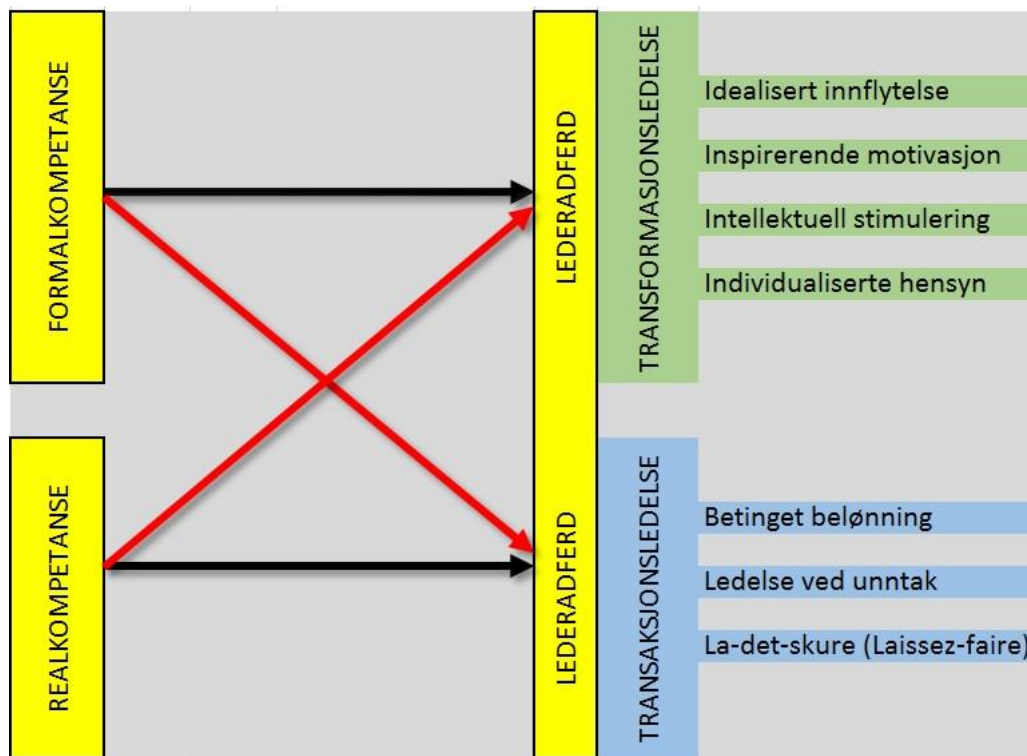 FORMALKOMPETANSE
LEDERADFERD
TRANSFORMASJONSLEDELSE
Idealisert innflytelse
Inspirerende motivasjon
Intellektuell stimulering
Individualiserte hensyn
REALKOMPETANSE
LEDERADFERD
TRANSAKSJONSLEDELSE
Betinget belønning
Ledelse ved unntak
La-det-skure (Laissez-faire)